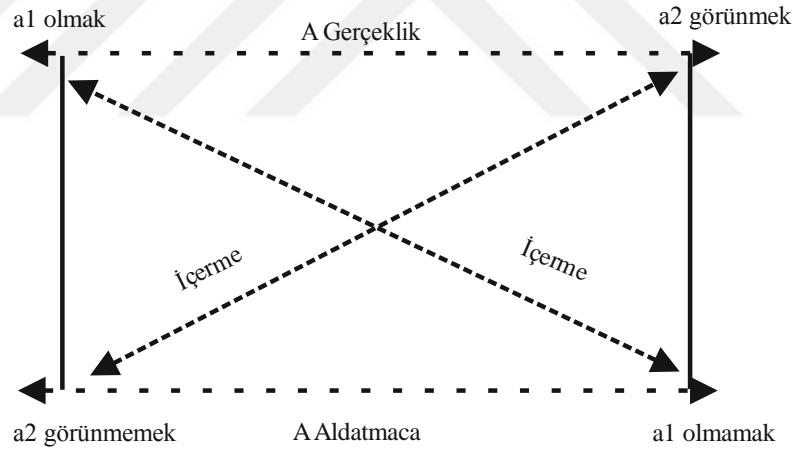 a1 olmak
A Gerçeklik
a2 görünmek
İçerme
İçerme
a2 görünmemek
A Aldatmaca
a1 olmamak